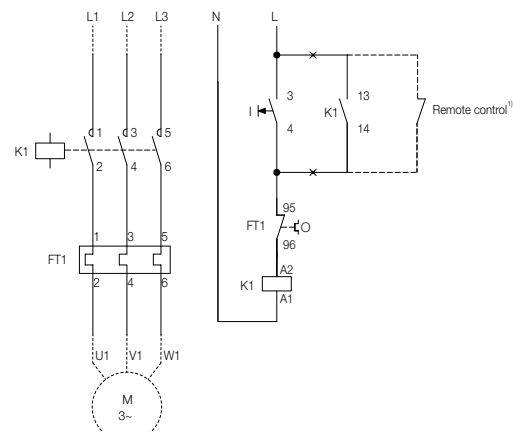 L1 L2 L3 N L
3 13
I K1 Remote control1)
4 14
1 3 5
K1
2 4 6
95
FT1 O
96
1 3 5
FT1
A2
K1
A1
2 4 6
U1 V1 W1
M
3~